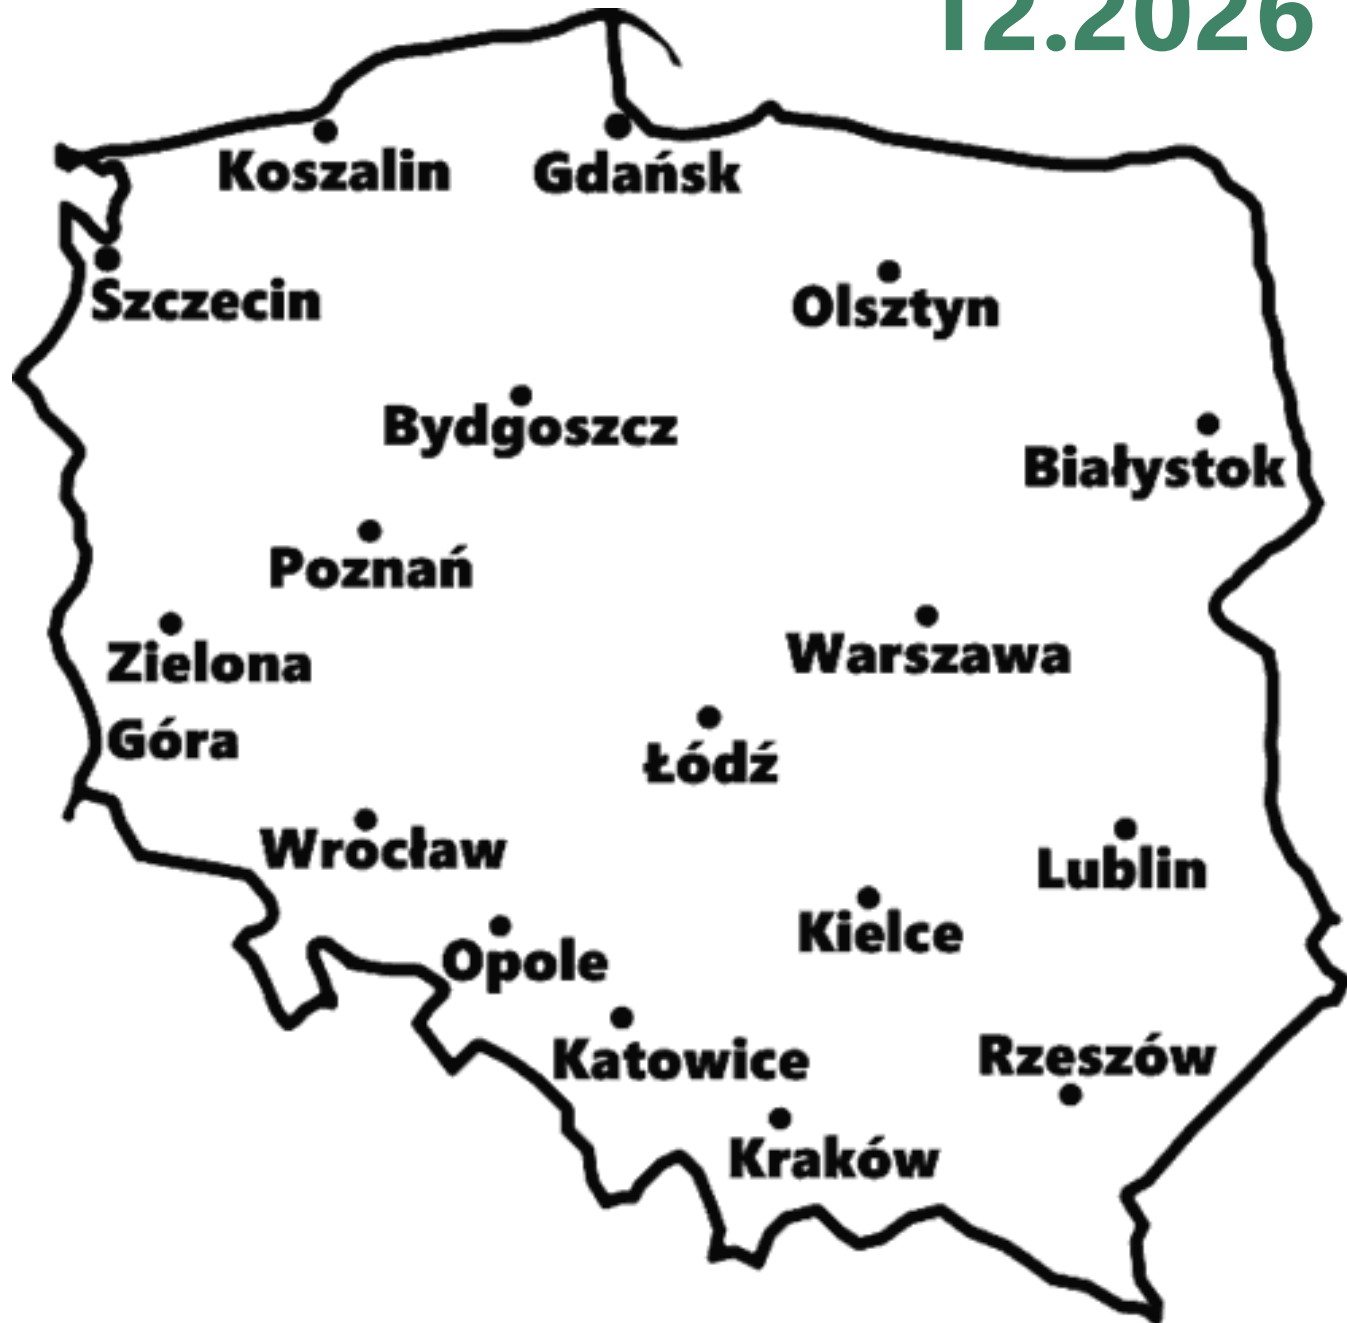 12.2026
Koszalin
Gdańsk
Szczecin
Olsztyn
Bydgoszcz
Białystok
Poznań
Zielona
Góra
Warszawa
Łódź
Wrocław
Lublin
Kielce
Opole
Katowice
Rzeszów
Kraków